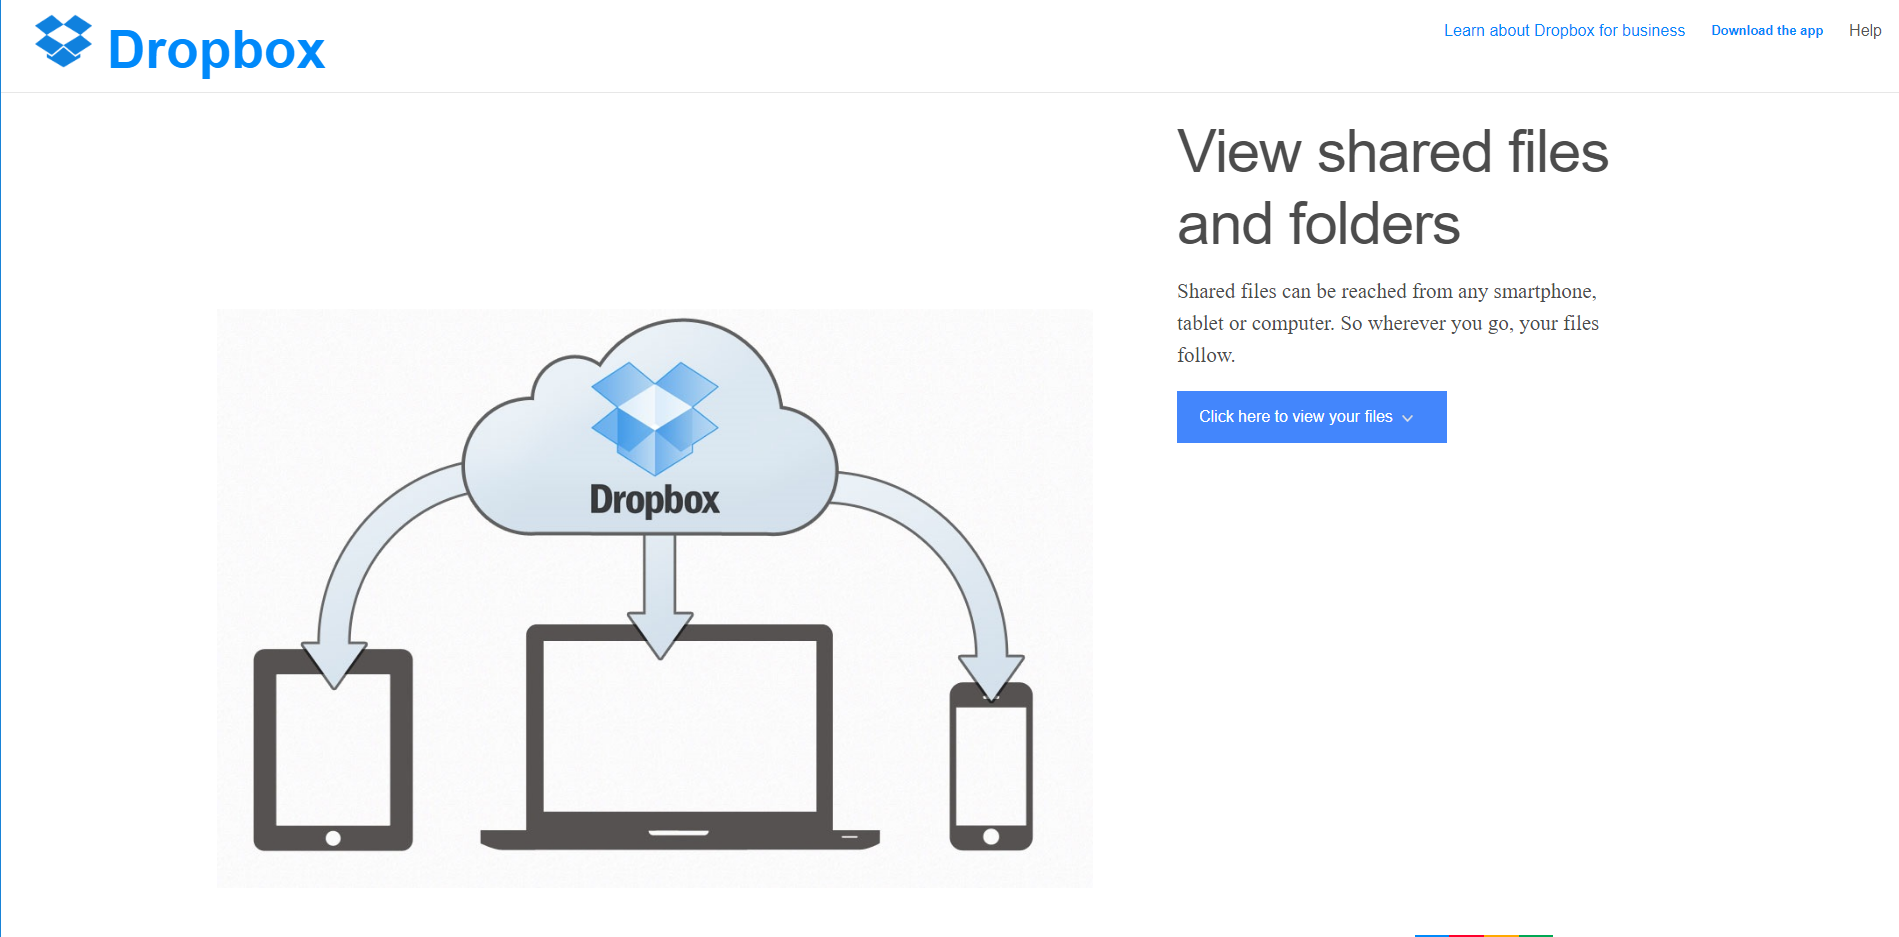 Dropbox
Learn about Dropbox for business
Download the app
Help
View shared files
and folders
Shared files can be reached from any smartphone,
tablet or computer. So wherever you go, your files
follow.
Click here to view your files
Dropbox